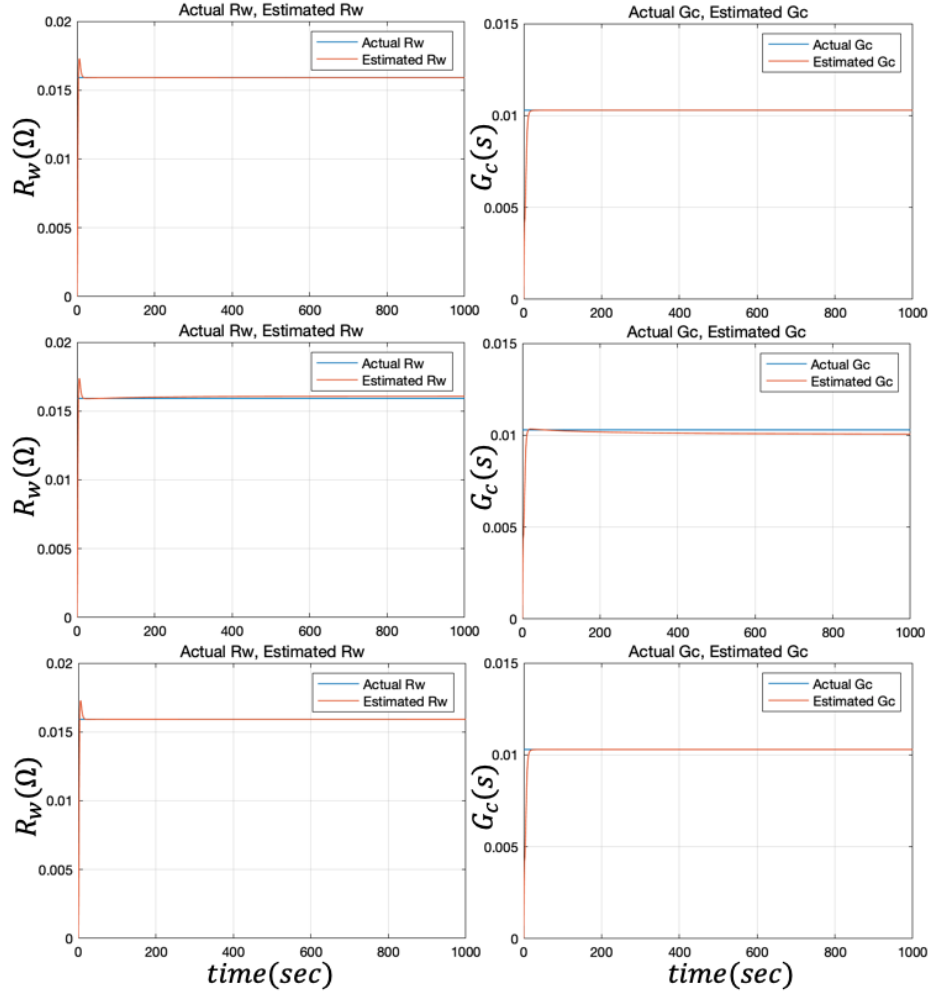 Actual Rw, Estimated Rw
0.02
0.015
0.01
0.005
0
R_w(Ω)
Actual Rw
Estimated Rw
0 200 400 600 800 1000
Actual Gc, Estimated Gc
0.015
0.01
0.005
0
G_c(s)
Actual Gc
Estimated Gc
0 200 400 600 800 1000
Actual Rw, Estimated Rw
0.02
0.015
0.01
0.005
0
R_w(Ω)
Actual Rw
Estimated Rw
0 200 400 600 800 1000
Actual Gc, Estimated Gc
0.015
0.01
0.005
0
G_c(s)
Actual Gc
Estimated Gc
0 200 400 600 800 1000
Actual Rw, Estimated Rw
0.02
0.015
0.01
0.005
0
R_w(Ω)
Actual Rw
Estimated Rw
0 200 400 600 800 1000
time(sec)
Actual Gc, Estimated Gc
0.015
0.01
0.005
0
G_c(s)
Actual Gc
Estimated Gc
0 200 400 600 800 1000
time(sec)